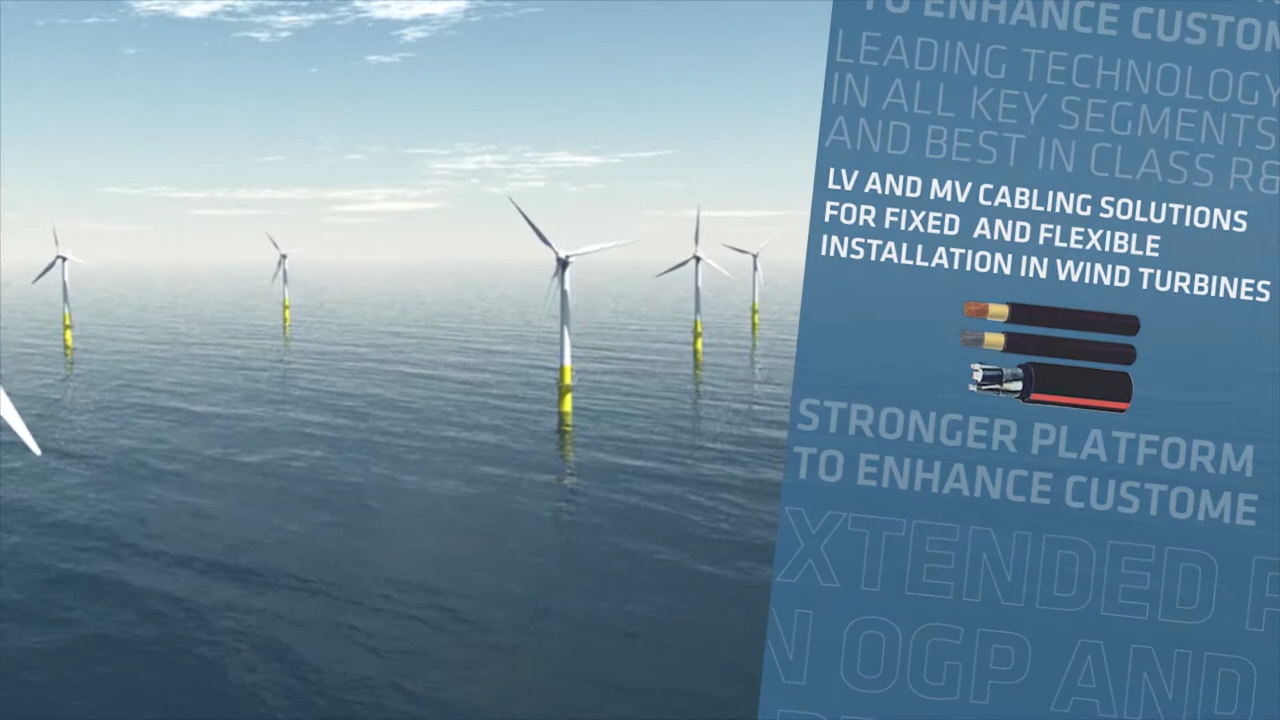 TO ENHANCE CUSTOM
LEADING TECHNOLOGY
IN ALL KEY SEGMENTS
AND BEST IN CLASS R&
LV AND MV CABLING SOLUTIONS
FOR FIXED AND FLEXIBLE
INSTALLATION IN WIND TURBINES
STRONGER PLATFORM
TO ENHANCE CUSTOME
XTENDED
N OGP AND